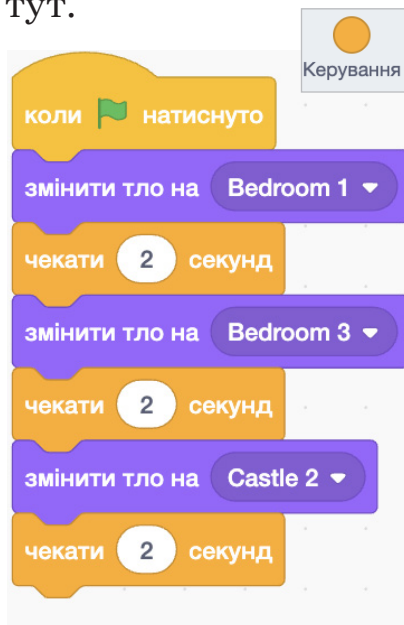 тут.
Керування
коли натиснуто
змінити тло на Bedroom 1
чекати 2 секунд
змінити тло на Bedroom 3
чекати 2 секунд
змінити тло на Castle 2
чекати 2 секунд